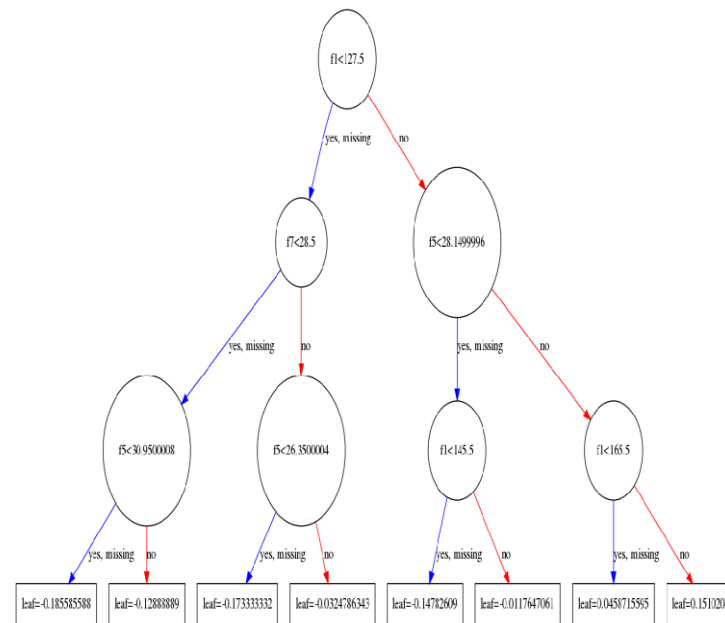 f1<127.5
yes, missing
no
f7<28.5
f5<28.1499996
yes, missing
no
yes, missing
no
f5<30.9500008
f5<26.3500004
f1<145.5
f1<165.5
yes, missing
no
yes, missing
no
yes, missing
no
yes, missing
no
leaf=-0.185585588
leaf=-0.12888889
leaf=-0.173333332
leaf=-0.0324786343
leaf=-0.14782609
leaf=-0.0117647061
leaf=0.0458715595
leaf=0.151020